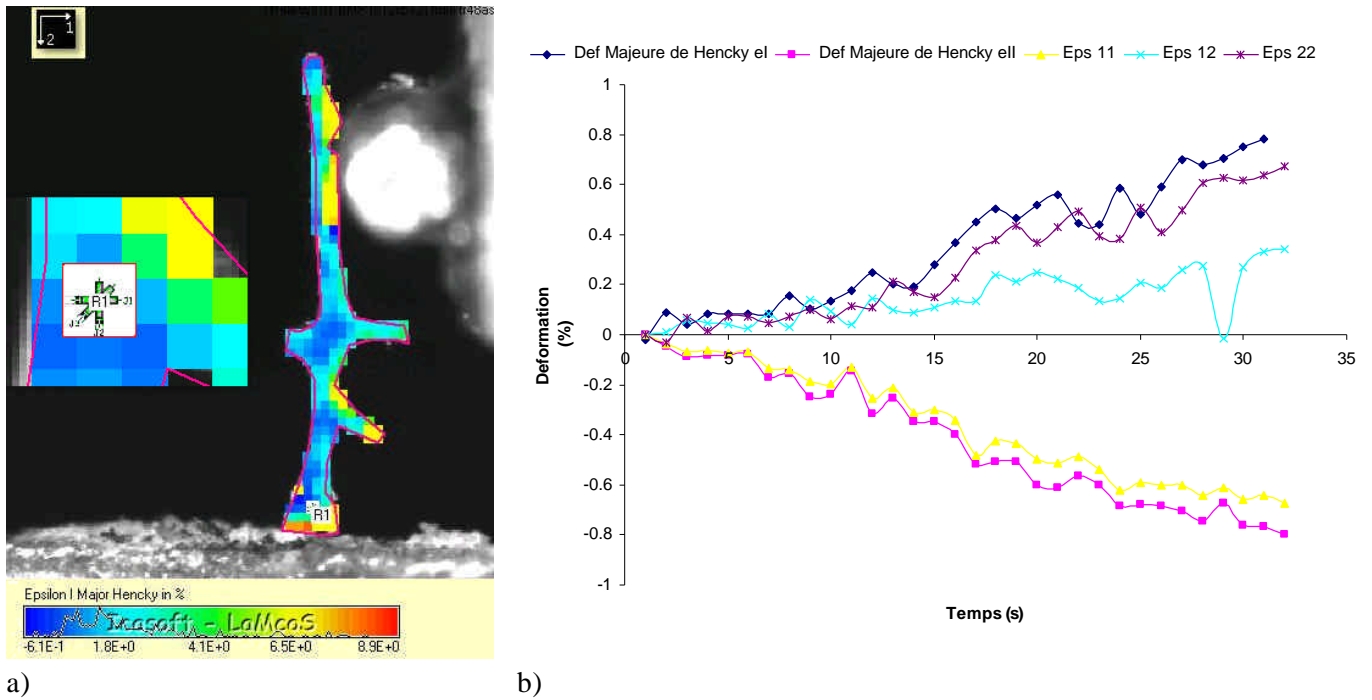 1
2
R1
J1
J3
J2
R1
Epsilon I Major Hencky in %
Icasoft - LaMcoS
-6.1E-1 1.8E+0 4.1E+0 6.5E+0 8.9E+0
a)
Def Majeure de Hencky eI Def Majeure de Hencky eII Eps 11 Eps 12 Eps 22
1
0.8
0.6
0.4
0.2
0
-0.2
-0.4
-0.6
-0.8
-1
0 5 10 15 20 25 30 35
Deformation
(%)
Temps (s)
b)